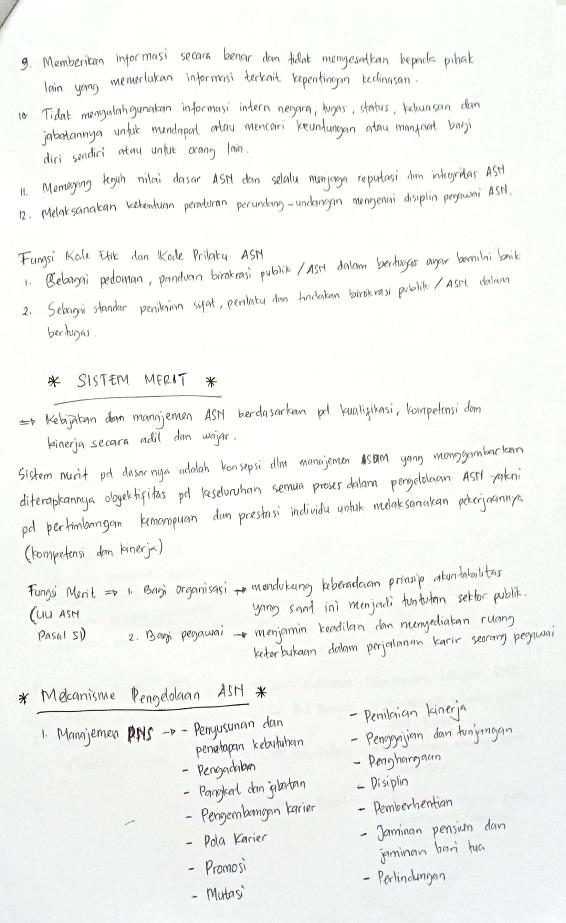 9. Memberikan informasi secara benar dan tidak menyesatkan kepada pihak
lain yang memerlukan informasi terkait kepentingan kedinasan.
10. Tidak menyalahgunakan informasi intern negara, tugas, status, kekuasaan dan
jabatannya untuk mendapat atau mencari keuntungan atau manfaat bagi
diri sendiri atau untuk orang lain.
11. Memegang teguh nilai dasar ASN dan selalu menjaga reputasi dan integritas ASN
12. Melaksanakan ketentuan peraturan perundang-undangan mengenai disiplin pegawai ASN.
Fungsi Kode Etik dan Kode Prilaku ASN
1. Sebagai pedoman, panduan birokrasi publik / ASN dalam bertugas agar bernilai baik
2. Sebagai standar penilaian sifat, perilaku dan tindakan birokrasi publik / ASN dalam
bertugas.
* SISTEM MERIT *
=> Kebijakan dan manajemen ASN berdasarkan pd kualifikasi, kompetensi dan
kinerja secara adil dan wajar.
Sistem merit pd dasarnya adalah konsepsi dlm manajemen SDM yang menggambarkan
diterapkannya obyektifitas pd keseluruhan semua proses dalam pengelolaan ASN yakni
pd pertimbangan kemampuan dan prestasi individu untuk melaksanakan pekerjaannya
(kompetensi dan kinerja)
Fungsi Merit => 1. Bagi organisasi → mendukung keberadaan prinsip akuntabilitas
(UU ASN yang saat ini menjadi tuntutan sektor publik.
Pasal 51) 2. Bagi pegawai → menjamin keadilan dan menyediakan ruang
keterbukaan dalam perjalanan karir seorang pegawai
* Mekanisme Pengelolaan ASN *
1. Manajemen PNS → - Penyusunan dan
penetapan kebutuhan
- Pengadaan
- Pangkat dan jabatan
- Pengembangan karier
- Pola Karier
- Promosi
- Mutasi
- Penilaian kinerja
- Penggajian dan tunjangan
- Penghargaan
- Disiplin
- Pemberhentian
- Jaminan pensiun dan
jaminan hari tua
- Perlindungan